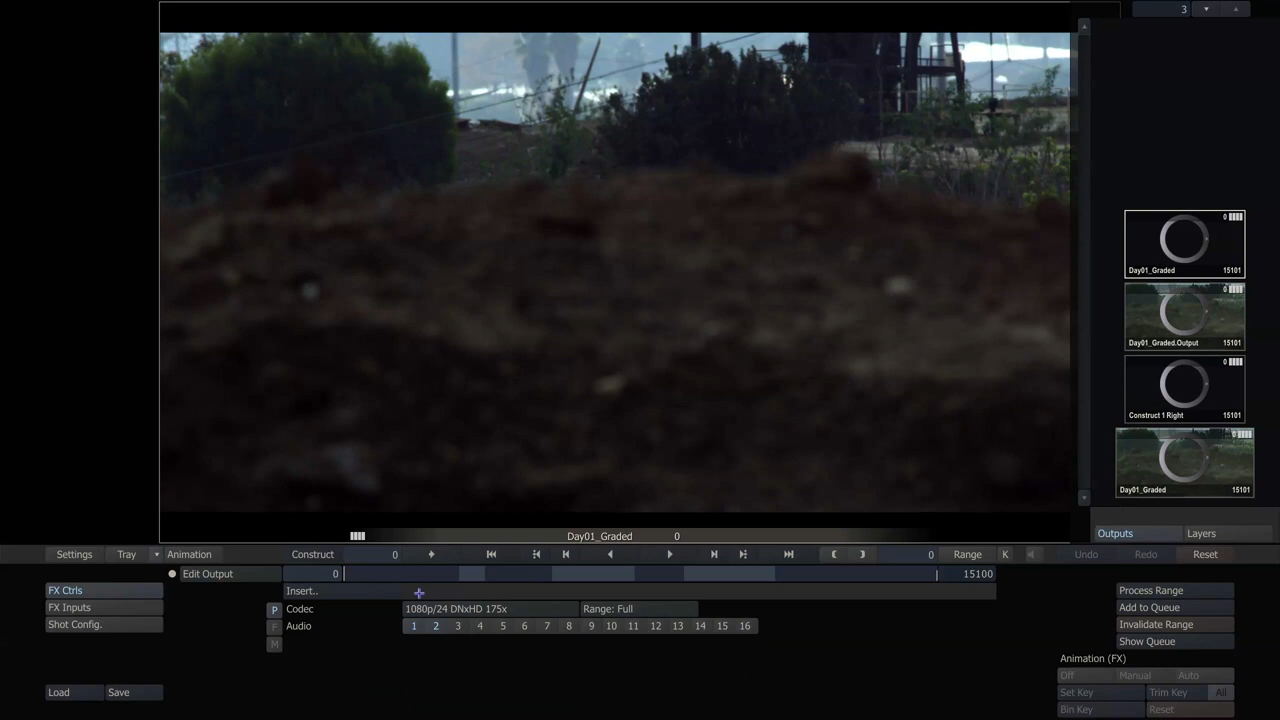 3
0
Day01_Graded 15101
0
Day01_Graded.Output 15101
0
Construct 1 Right 15101
0
Day01_Graded 15101
Outputs Layers
Day01_Graded 0
Settings Tray Animation Construct 0 0 Range K Undo Redo Reset
Edit Output 0 15100
FX Ctrls Insert.. Process Range
FX Inputs P Codec 1080p/24 DNxHD 175x Range: Full Add to Queue
Shot Config. F Audio 1 2 3 4 5 6 7 8 9 10 11 12 13 14 15 16 Invalidate Range
M Show Queue
Animation (FX)
Off Manual Auto
Load Save Set Key Trim Key All
Bin Key Reset